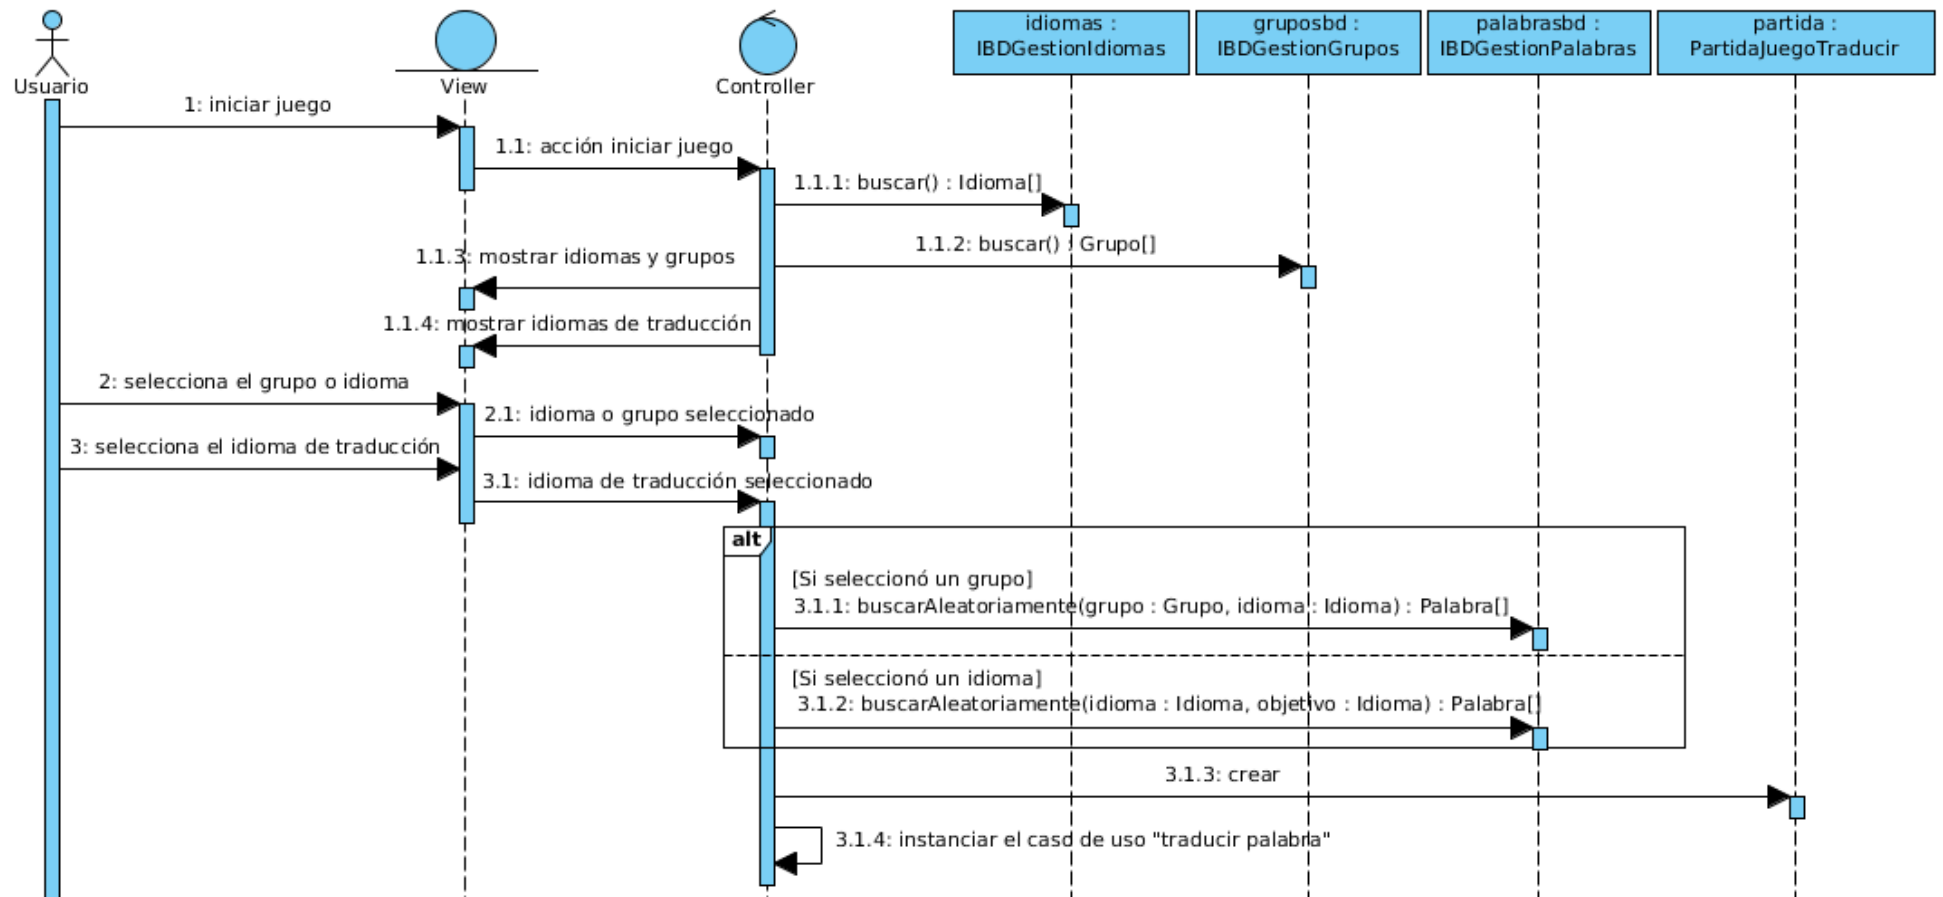 idiomas :
IBDGestionIdiomas
gruposbd :
IBDGestionGrupos
palabrasbd :
IBDGestionPalabras
partida :
PartidaJuegoTraducir
Usuario
View
Controller
1: iniciar juego
1.1: acción iniciar juego
1.1.1: buscar() : Idioma[]
1.1.2: buscar() : Grupo[]
1.1.3: mostrar idiomas y grupos
1.1.4: mostrar idiomas de traducción
2: selecciona el grupo o idioma
2.1: idioma o grupo seleccionado
3: selecciona el idioma de traducción
3.1: idioma de traducción seleccionado
alt
[Si seleccionó un grupo]
3.1.1: buscarAleatoriamente(grupo : Grupo, idioma : Idioma) : Palabra[]
[Si seleccionó un idioma]
3.1.2: buscarAleatoriamente(idioma : Idioma, objetivo : Idioma) : Palabra[]
3.1.3: crear
3.1.4: instanciar el caso de uso "traducir palabra"